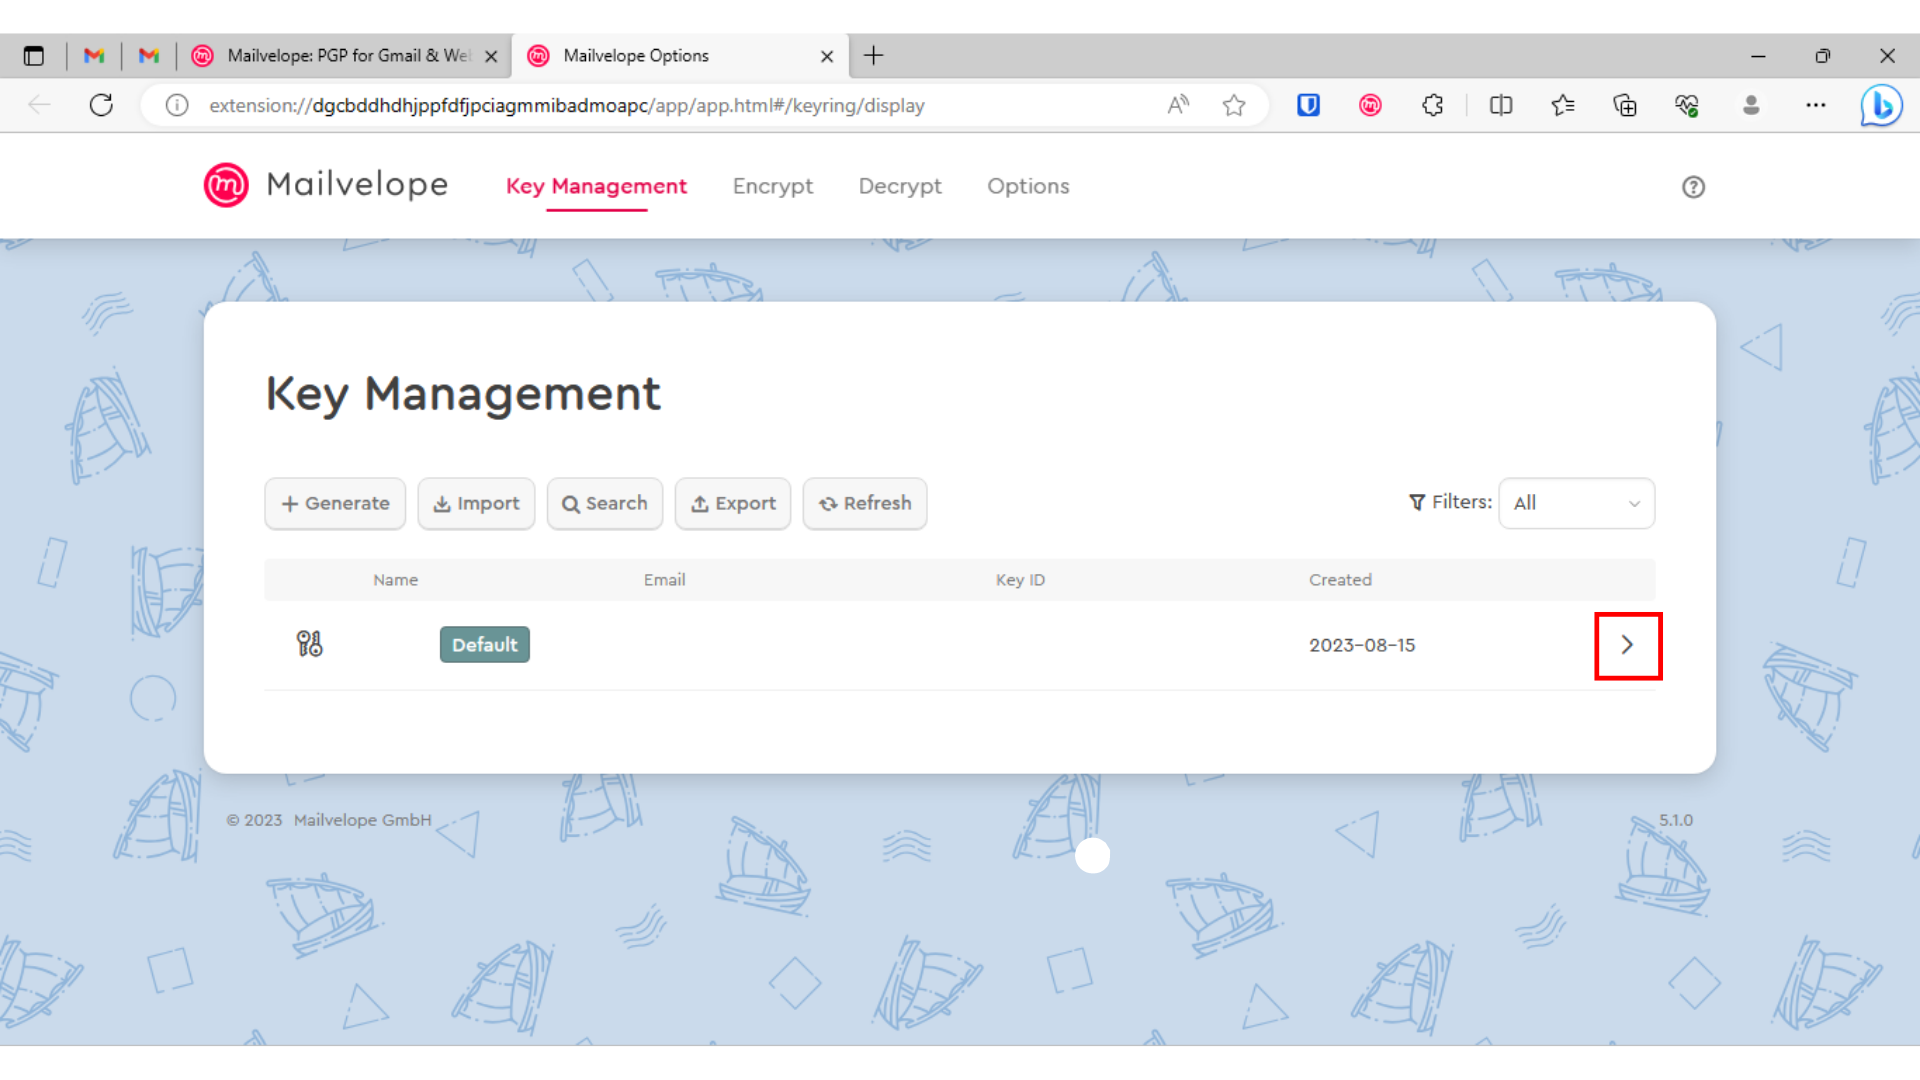 Mailvelope: PGP for Gmail & Web
Mailvelope Options
extension://dgcbddhdhjppfdfjpciagmmibadmoapc/app/app.html#/keyring/display
Mailvelope
Key Management
Encrypt
Decrypt
Options
Key Management
Generate
Import
Search
Export
Refresh
Filters:
All
Name
Email
Key ID
Created
Default
2023-08-15
© 2023 Mailvelope GmbH
5.1.0